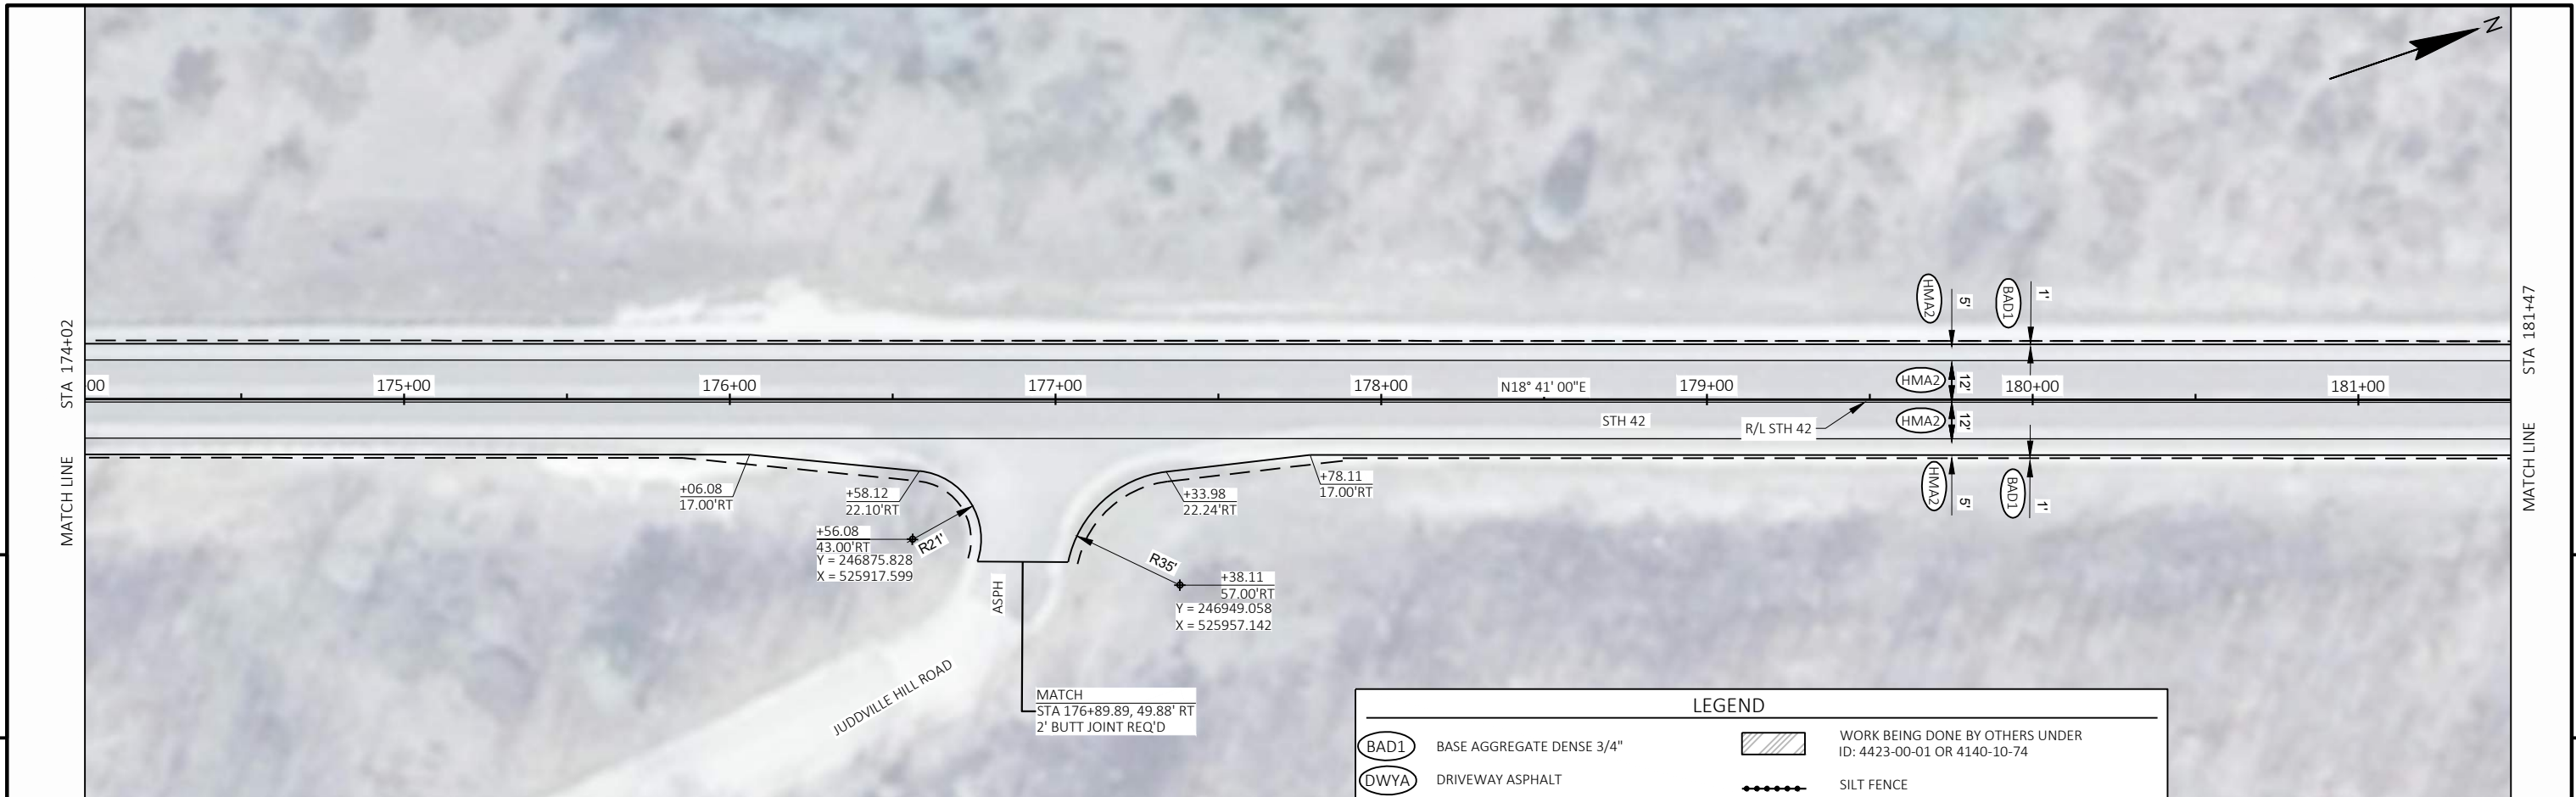 N
STA 174+02
MATCH LINE
STA 181+47
MATCH LINE
HMA2
5'
BAD1
1'
00
175+00
176+00
177+00
178+00
N18° 41' 00"E
179+00
HMA2
12'
180+00
181+00
STH 42
R/L STH 42
HMA2
12'
HMA2
5'
BAD1
1'
+06.08
17.00'RT
+58.12
22.10'RT
+33.98
22.24'RT
+78.11
17.00'RT
+56.08
43.00'RT
Y = 246875.828
X = 525917.599
R21'
R35'
+38.11
57.00'RT
Y = 246949.058
X = 525957.142
ASPH
JUDDVILLE HILL ROAD
MATCH
STA 176+89.89, 49.88' RT
2' BUTT JOINT REQ'D
LEGEND
BAD1 BASE AGGREGATE DENSE 3/4"
WORK BEING DONE BY OTHERS UNDER
ID: 4423-00-01 OR 4140-10-74
DWYA DRIVEWAY ASPHALT
SILT FENCE